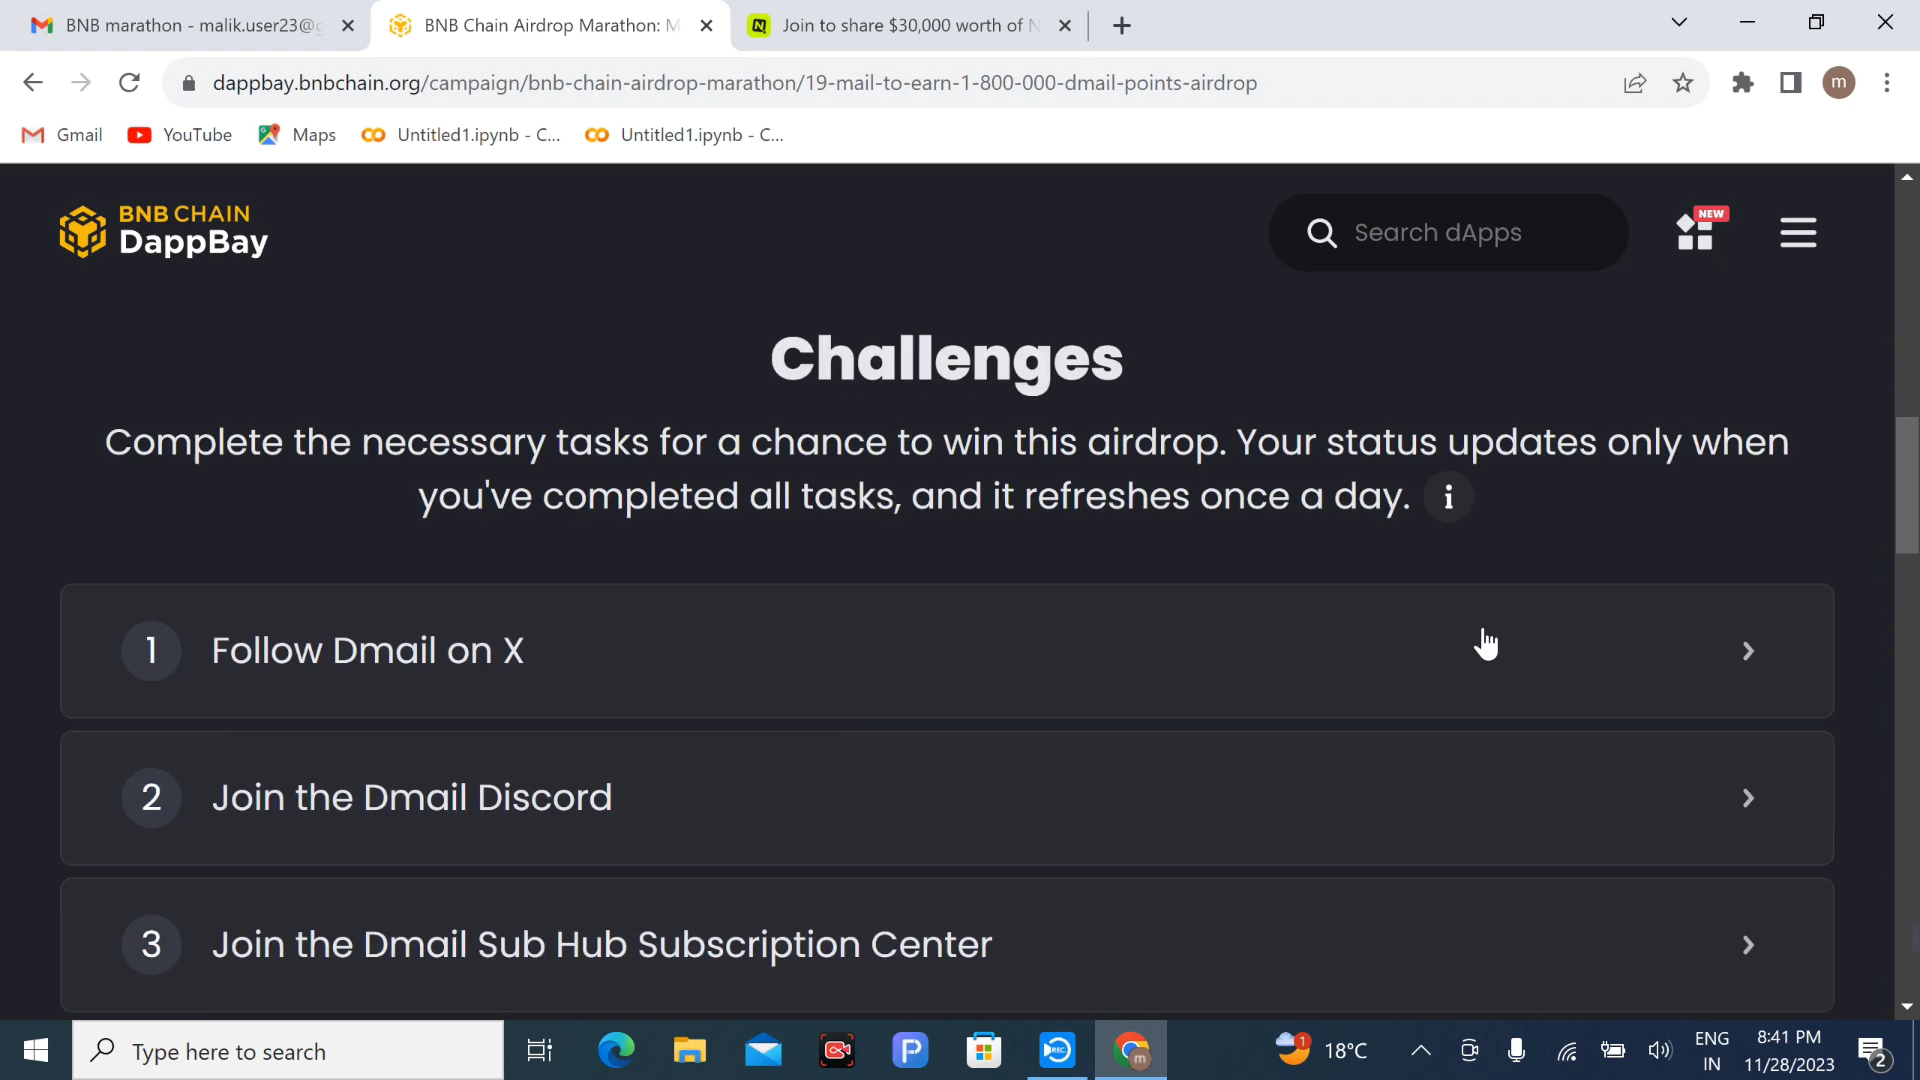 BNB marathon - malik.user23@g
BNB Chain Airdrop Marathon: M
Join to share $30,000 worth of N
dappbay.bnbchain.org/campaign/bnb-chain-airdrop-marathon/19-mail-to-earn-1-800-000-dmail-points-airdrop
m
Gmail
YouTube
Maps
Untitled1.ipynb - C...
Untitled1.ipynb - C...
BNB CHAIN
DappBay
Search dApps
NEW
Challenges
Complete the necessary tasks for a chance to win this airdrop. Your status updates only when
you've completed all tasks, and it refreshes once a day. i
1 Follow Dmail on X
2 Join the Dmail Discord
3 Join the Dmail Sub Hub Subscription Center
Type here to search
P
REC
m
1
18°C
ENG
IN
8:41 PM
11/28/2023
2